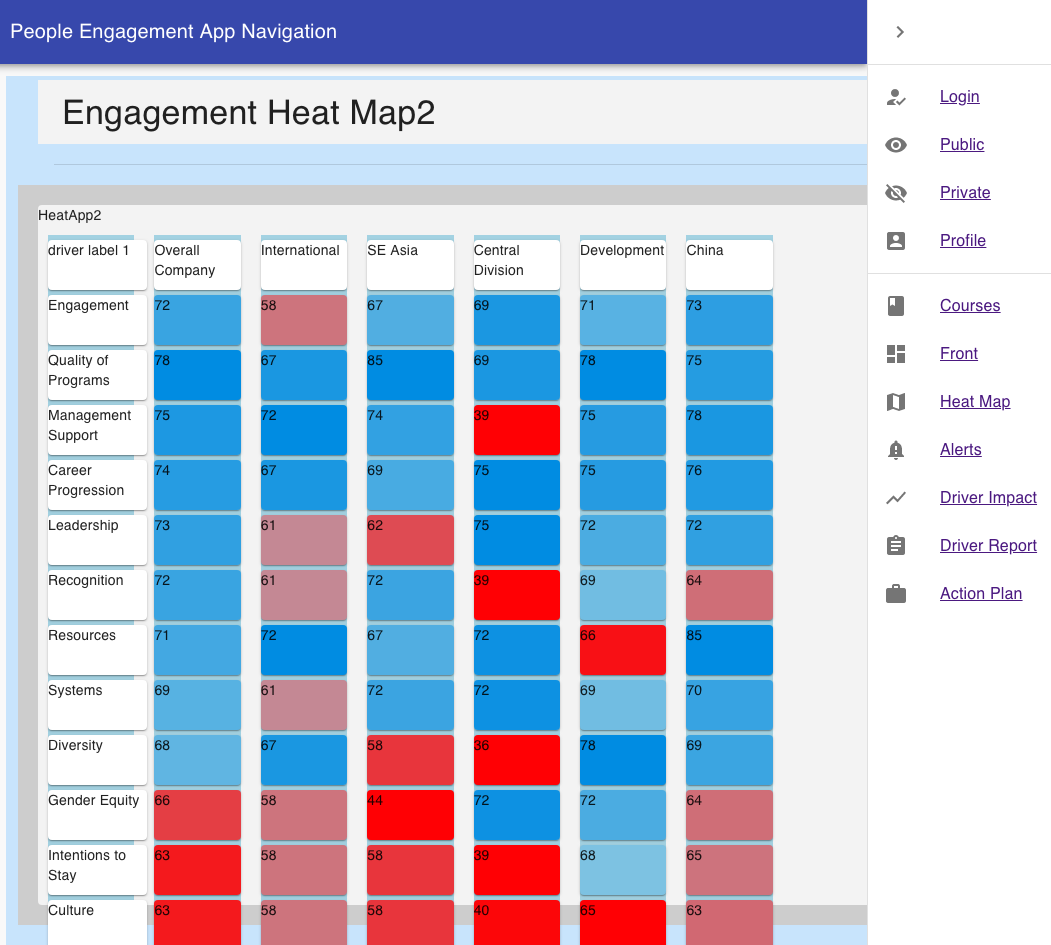 People Engagement App Navigation
Login
Public
Private
Profile
Courses
Front
Heat Map
Alerts
Driver Impact
Driver Report
Action Plan
Engagement Heat Map2
HeatApp2
driver label 1 Overall Company International SE Asia Central Division Development China
Engagement 72 58 67 69 71 73
Quality of Programs 78 67 85 69 78 75
Management Support 75 72 74 39 75 78
Career Progression 74 67 69 75 75 76
Leadership 73 61 62 75 72 72
Recognition 72 61 72 39 69 64
Resources 71 72 67 72 66 85
Systems 69 61 72 72 69 70
Diversity 68 67 58 36 78 69
Gender Equity 66 58 44 72 72 64
Intentions to Stay 63 58 58 39 68 65
Culture 63 58 58 40 65 63